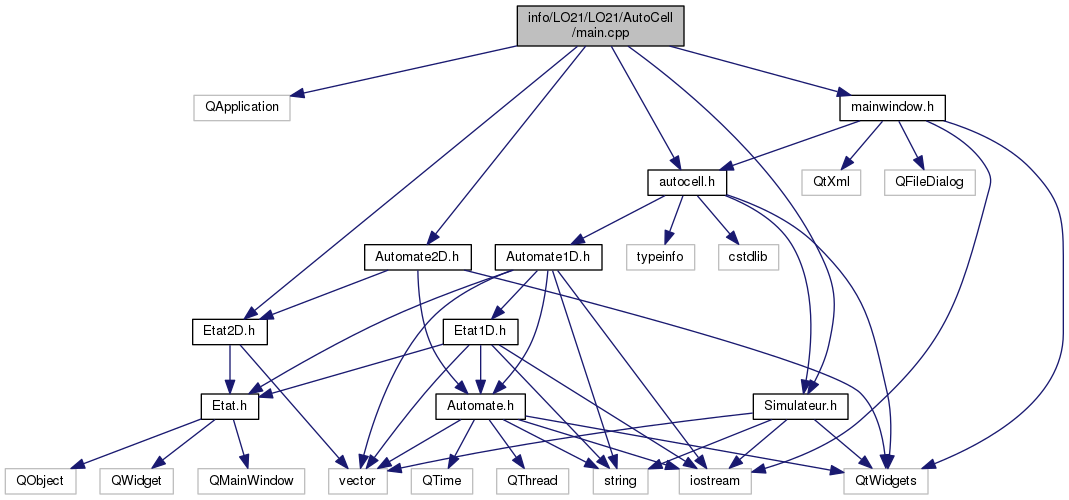 info/LO21/LO21/AutoCell
/main.cpp
QApplication
mainwindow.h
autocell.h
QtXml
QFileDialog
Automate2D.h
Automate1D.h
typeinfo
cstdlib
Etat2D.h
Etat1D.h
Etat.h
Automate.h
Simulateur.h
QObject
QWidget
QMainWindow
vector
QTime
QThread
string
iostream
QtWidgets